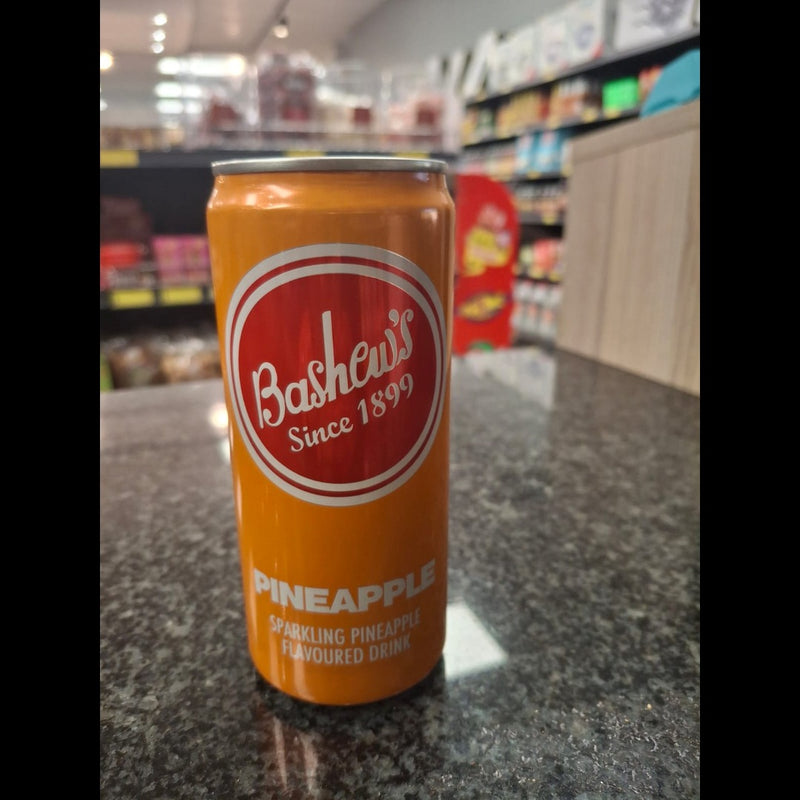 Bashew's
Since 1899
PINEAPPLE
SPARKLING PINEAPPLE
FLAVOURED DRINK